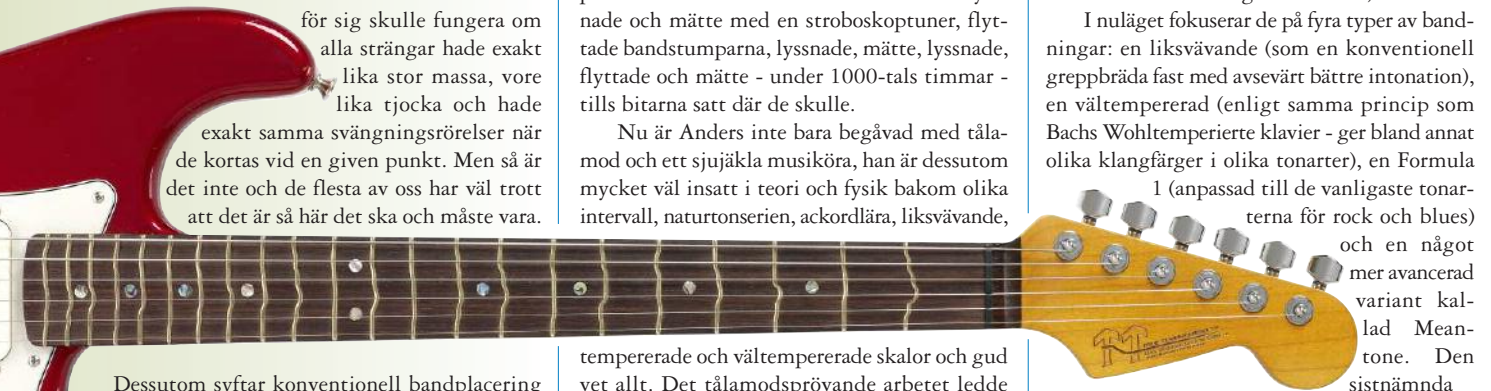 för sig skulle fungera om
alla strängar hade exakt
lika stor massa, vore
lika tjocka och hade
exakt samma svängningsrörelser när
de kortas vid en given punkt. Men så är
det inte och de flesta av oss har väl trott
att det är så här det ska och måste vara.
Dessutom syftar konventionell bandplacering
nade och mätte med en stroboskoptuner, flyt-
tade bandstumparna, lyssnade, mätte, lyssnade,
flyttade och mätte - under 1000-tals timmar -
tills bitarna satt där de skulle.
Nu är Anders inte bara begåvad med tåla-
mod och ett sjujäkla musiköra, han är dessutom
mycket väl insatt i teori och fysik bakom olika
intervall, naturtonserien, ackordlära, liksvävande,
tempererade och vältempererade skalor och gud
vet allt. Det tålamodsprövande arbetet ledde
I nuläget fokuserar de på fyra typer av band-
ningar: en liksvävande (som en konventionell
greppbräda fast med avsevärt bättre intonation),
en vältempererad (enligt samma princip som
Bachs Wohltemperierte klavier - ger bland annat
olika klangfärger i olika tonarter), en Formula
1 (anpassad till de vanligaste tonar-
terna för rock och blues)
och en något
mer avancerad
variant kal-
lad Mean-
tone. Den
sistnämnda